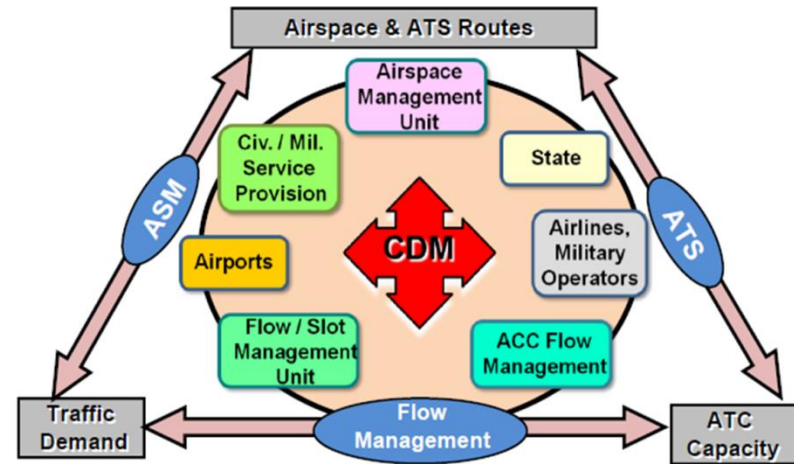 Airspace & ATS Routes
Airspace
Management
Unit
Civ. / Mil.
Service
Provision
State
ASM
CDM
ATS
Airports
Airlines,
Military
Operators
Flow / Slot
Management
Unit
ACC Flow
Management
Traffic
Demand
Flow
Management
ATC
Capacity